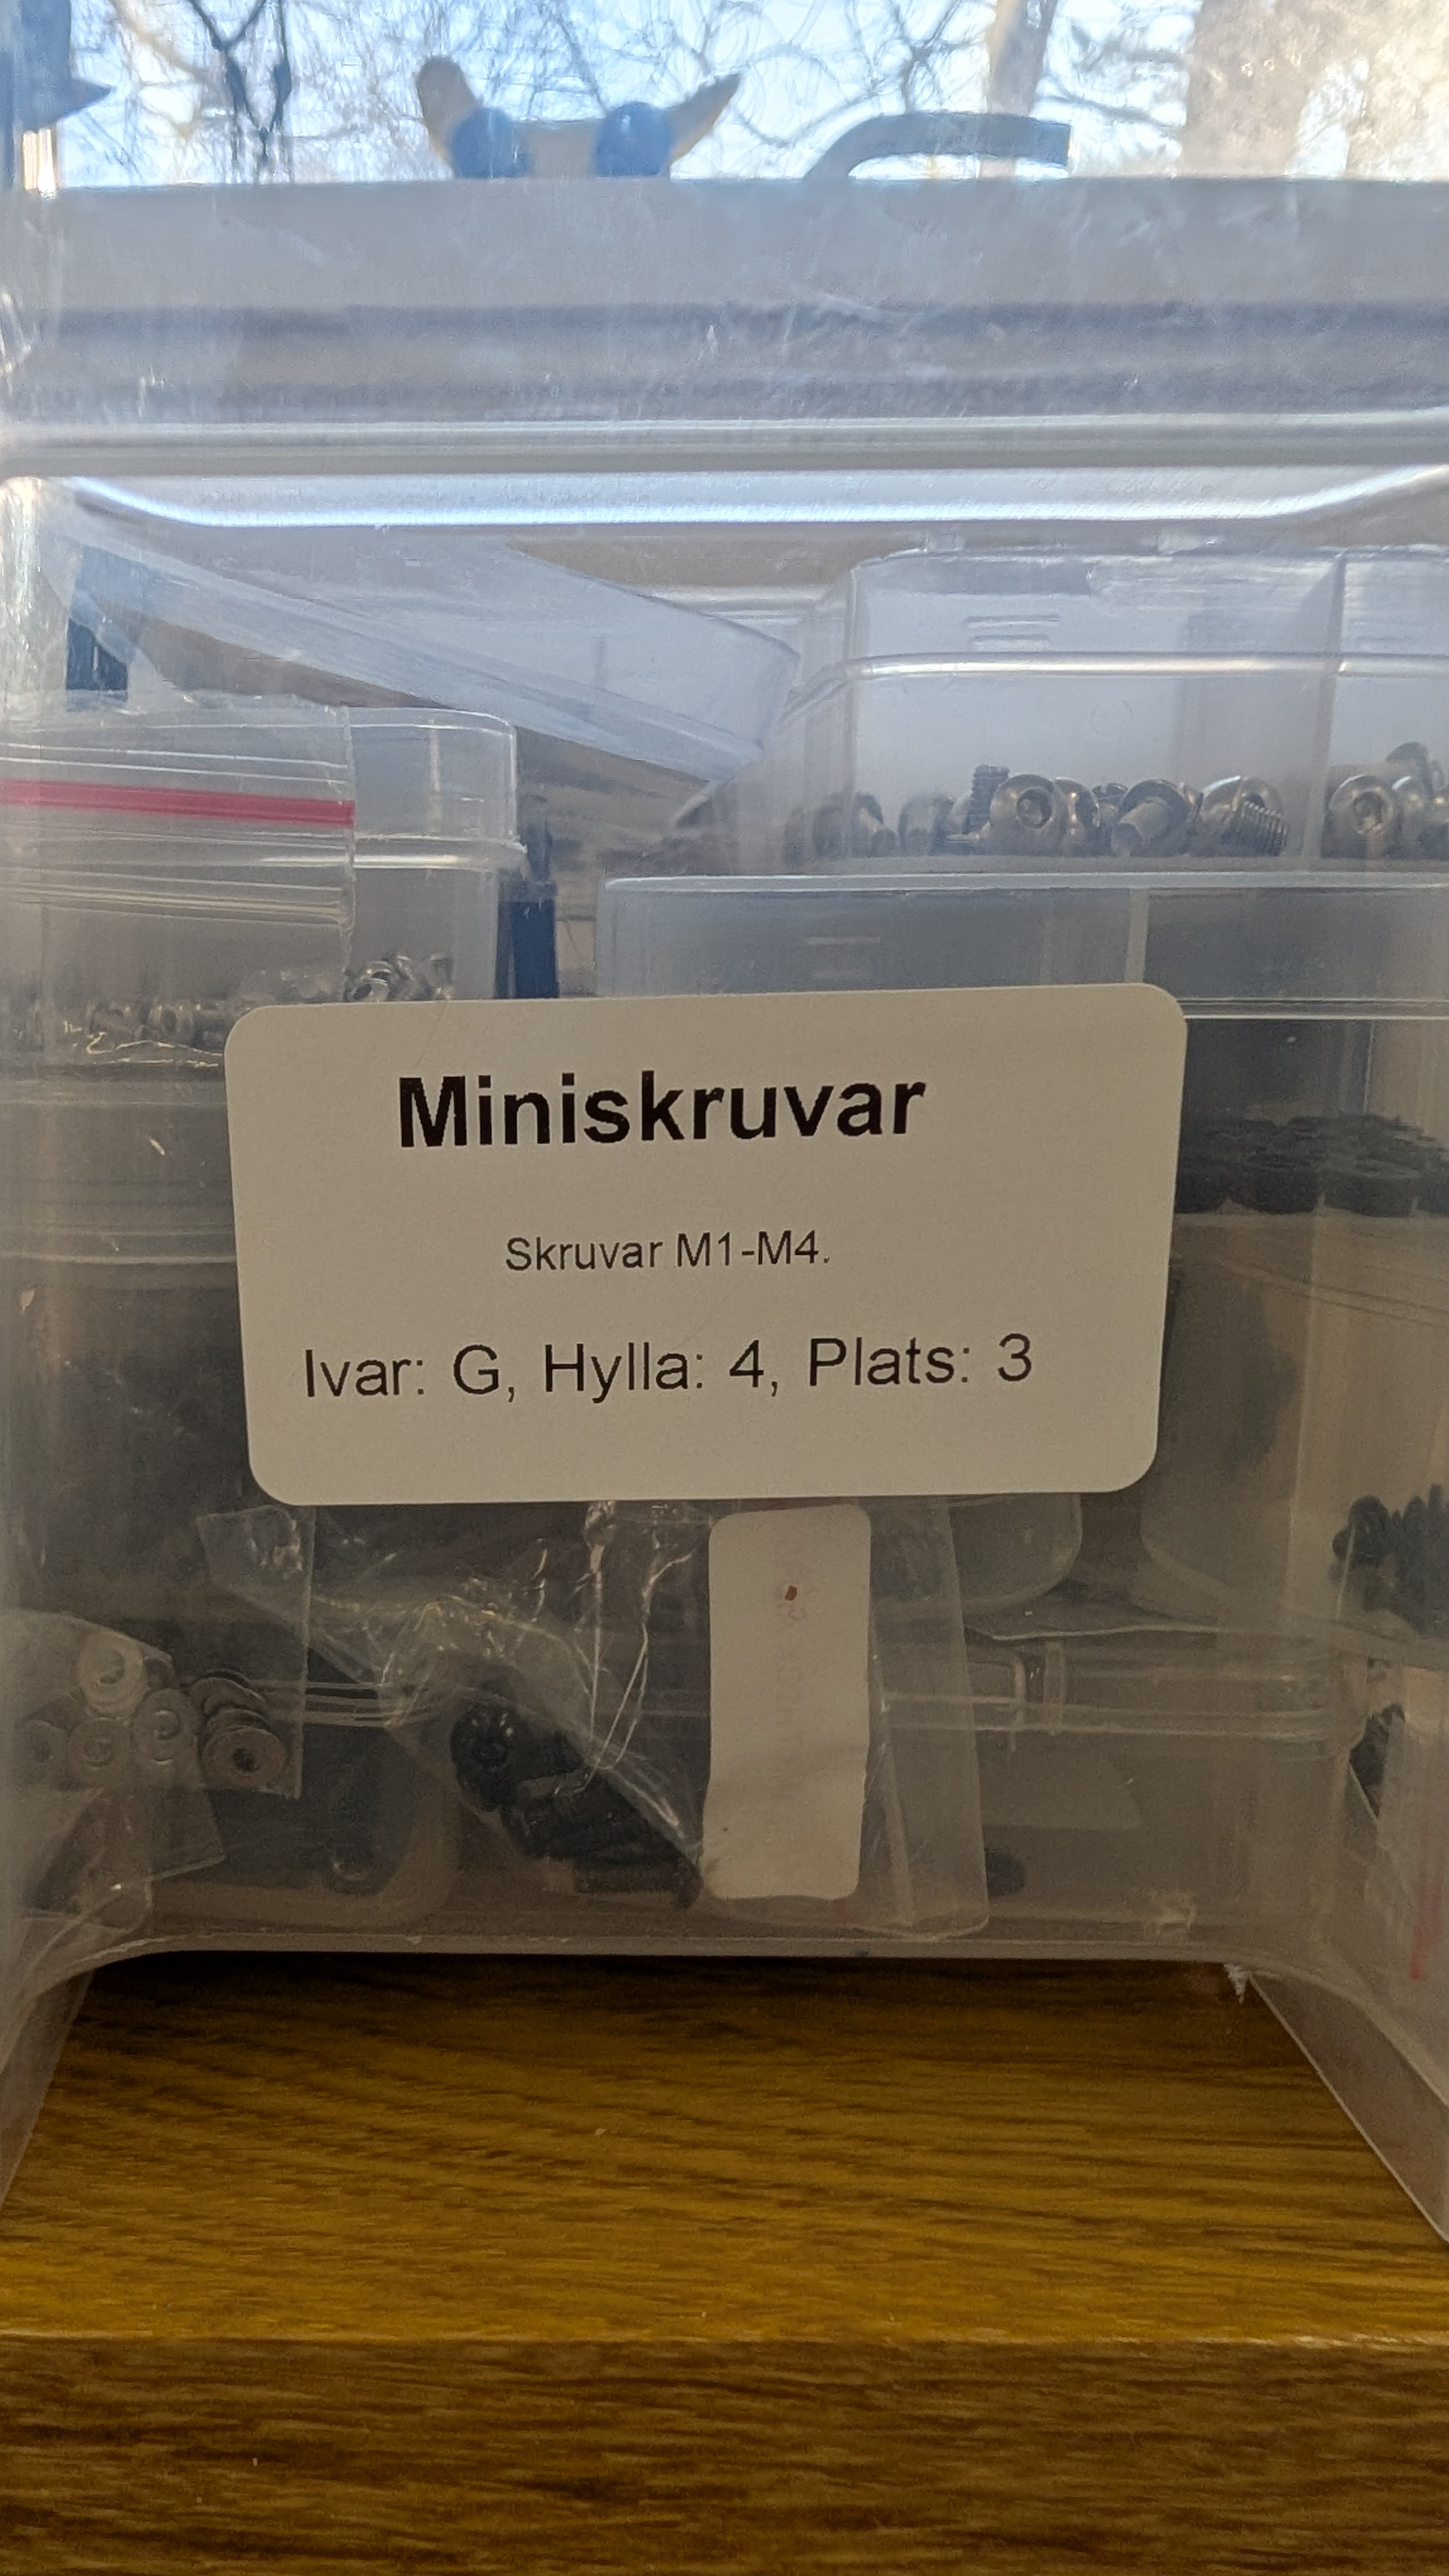 Miniskruvar
Skruvar M1-M4.
Ivar: G, Hylla: 4, Plats: 3